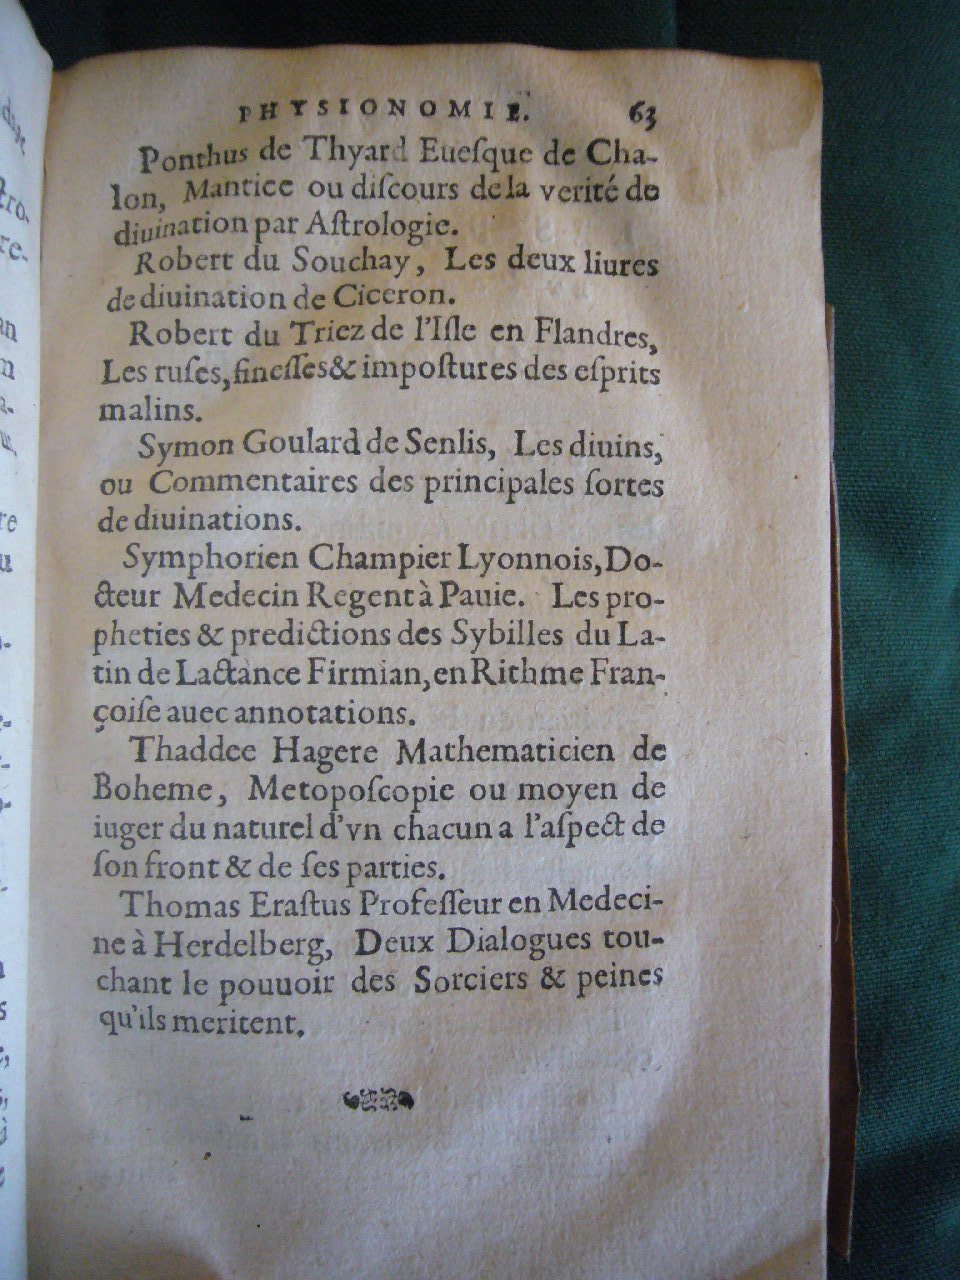 PHYSIONOMIE. 63
Ponthus de Thyard Eueſque de Cha-
lon, Mantice ou diſcours de la verité de
diuination par Aſtrologie.
Robert du Souchay, Les deux liures
de diuination de Ciceron.
Robert du Triez de l'Iſle en Flandres,
Les ruſes, fineſſes & impoſtures des eſprits
malins.
Symon Goulard de Senlis, Les diuins,
ou Commentaires des principales ſortes
de diuinations.
Symphorien Champier Lyonnois, Do-
cteur Medecin Regent à Pauie. Les pro-
pheties & predictions des Sybilles du La-
tin de Lactance Firmian, en Rithme Fran-
çoiſe auec annotations.
Thaddee Hagere Mathematicien de
Boheme, Metopoſcopie ou moyen de
iuger du naturel d'vn chacun a l'aſpect de
ſon front & de ſes parties.
Thomas Eraſtus Profeſſeur en Medeci-
ne à Herdelberg, Deux Dialogues tou-
chant le pouuoir des Sorciers & peines
qu'ils meritent.